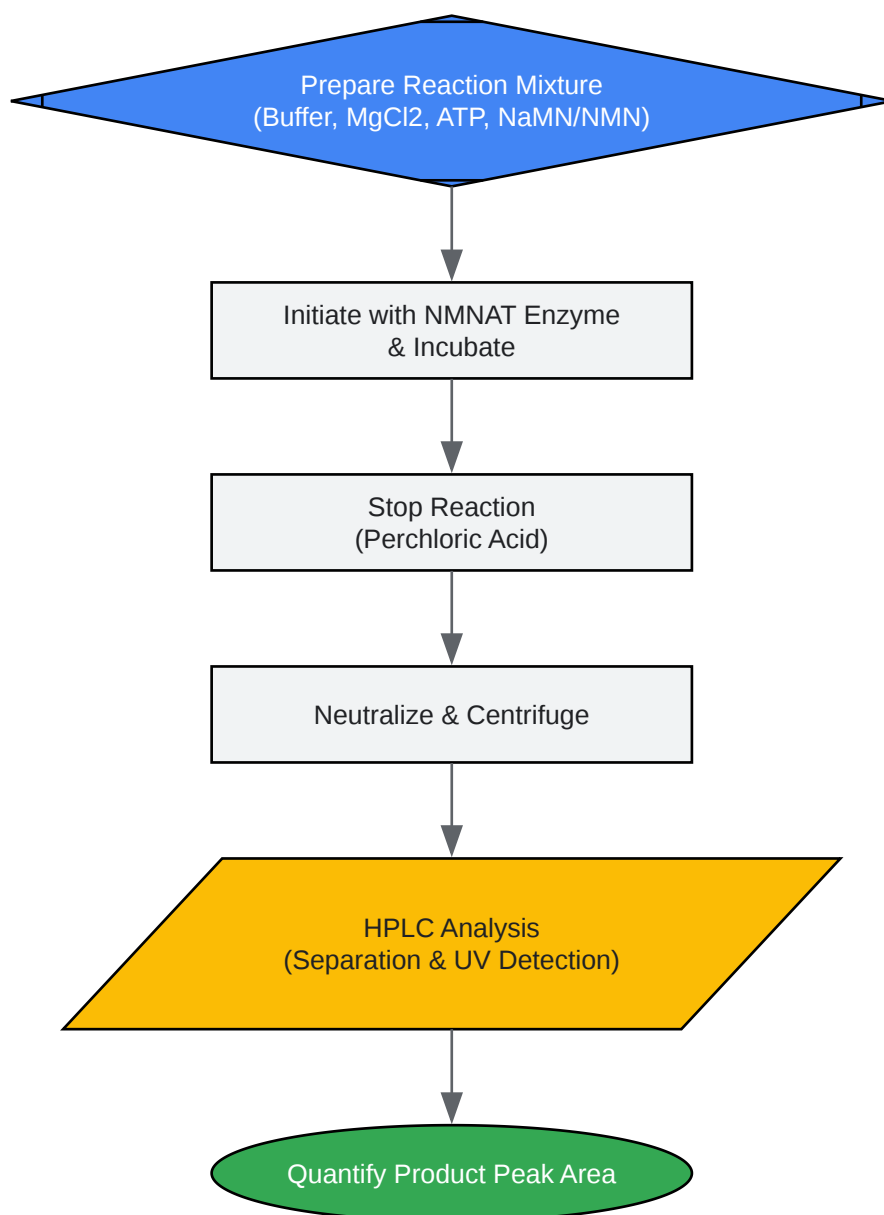 Prepare Reaction Mixture
(Buffer, MgCl2, ATP, NaMN/NMN)
Initiate with NMNAT Enzyme
& Incubate
Stop Reaction
(Perchloric Acid)
Neutralize & Centrifuge
HPLC Analysis
(Separation & UV Detection)
Quantify Product Peak Area